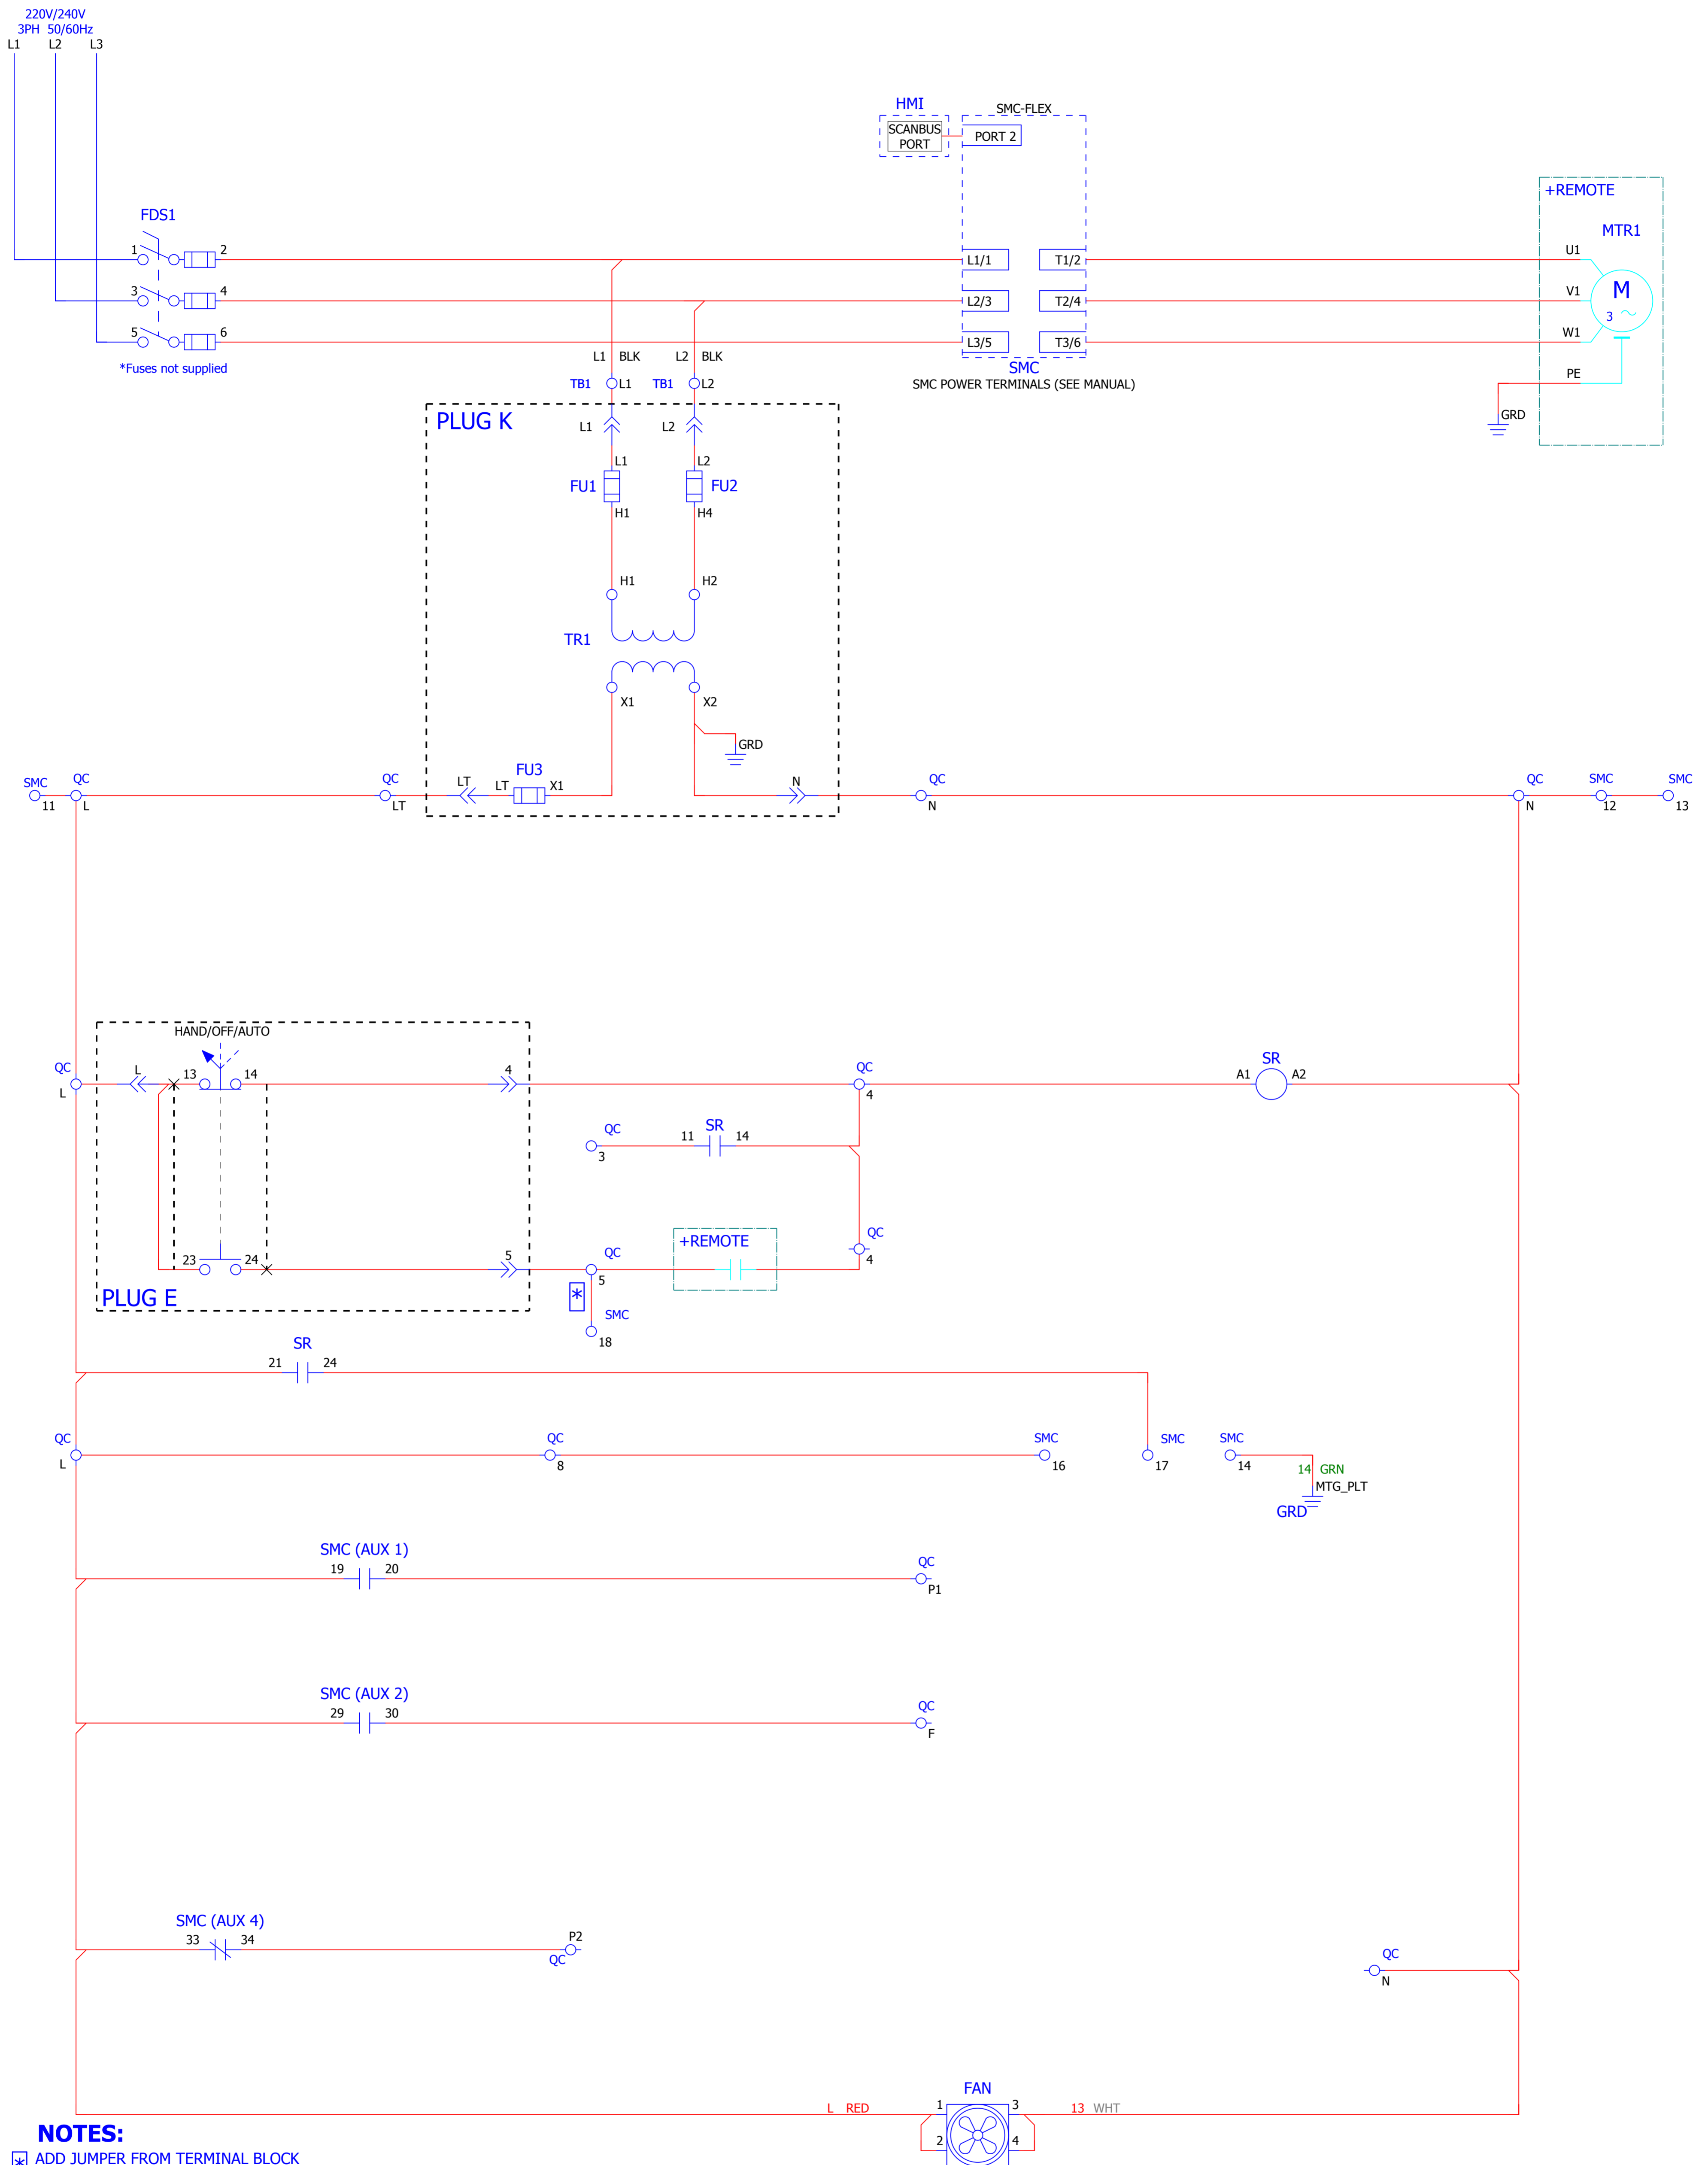 220V/240V
3PH 50/60Hz
L1 L2 L3
HMI
SMC-FLEX
SCANBUS
PORT
PORT 2
+REMOTE
FDS1
MTR1
1 2
L1/1 T1/2
U1
3 4
L2/3 T2/4
V1
M
3
5 6
L3/5 T3/6
W1
*Fuses not supplied
L1 BLK L2 BLK
SMC
SMC POWER TERMINALS (SEE MANUAL)
PE
GRD
TB1 L1 TB1 L2
PLUG K
L1 L2
L1 L2
FU1 FU2
H1 H4
H1 H2
TR1
X1 X2
GRD
SMC QC QC LT LT FU3 X1 N QC QC SMC SMC
11 L LT N N 12 13
HAND/OFF/AUTO
QC L 13 14 4 QC A1 SR A2
L 4
QC 11 SR 14
3
23 24 5 QC +REMOTE QC
5 4
PLUG E
* SMC
18
SR
21 24
QC QC SMC SMC SMC
L 8 16 17 14
14 GRN
MTG_PLT
GRD
SMC (AUX 1)
19 20 QC
P1
SMC (AUX 2)
29 30 QC
F
SMC (AUX 4)
33 34 P2
QC
QC
N
FAN
L RED 1 3 13 WHT
2 4
NOTES:
* ADD JUMPER FROM TERMINAL BLOCK